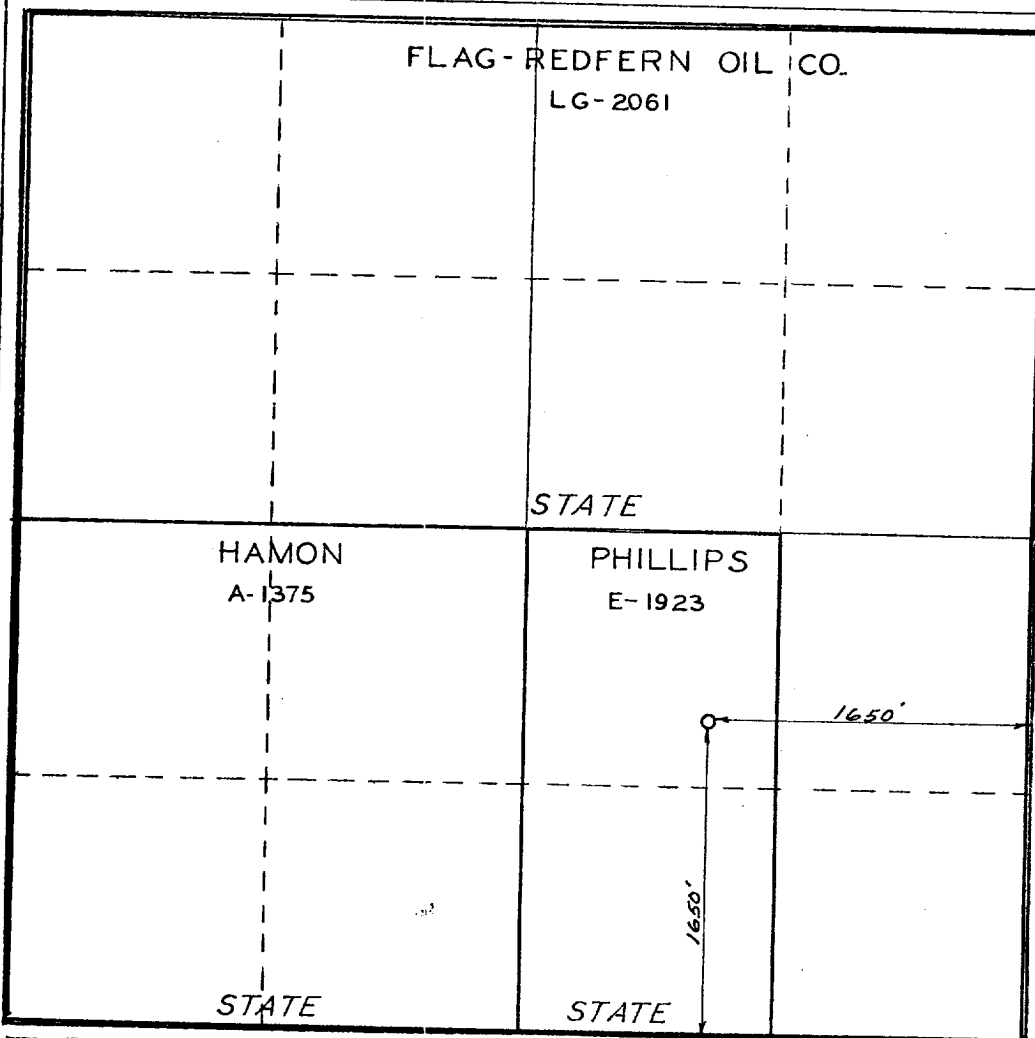 FLAG-REDFERN OIL CO.
LG-2061
STATE
HAMON
A-1375
PHILLIPS
E-1923
1650'
1650'
STATE
STATE